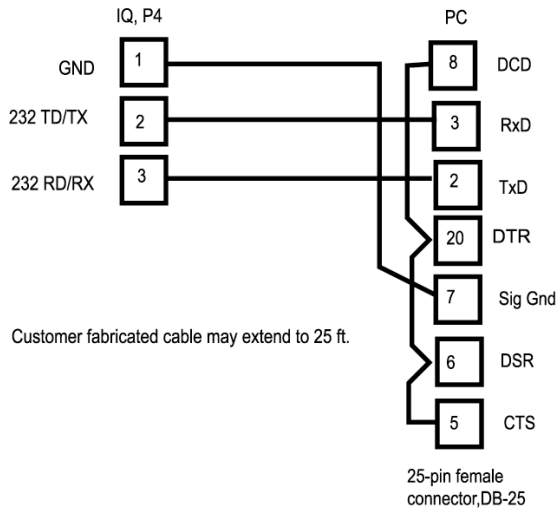 IQ, P4
PC
GND
1
8
DCD
232 TD/TX
2
3
RxD
232 RD/RX
3
2
TxD
20
DTR
7
Sig Gnd
Customer fabricated cable may extend to 25 ft.
6
DSR
5
CTS
25-pin female
connector,DB-25